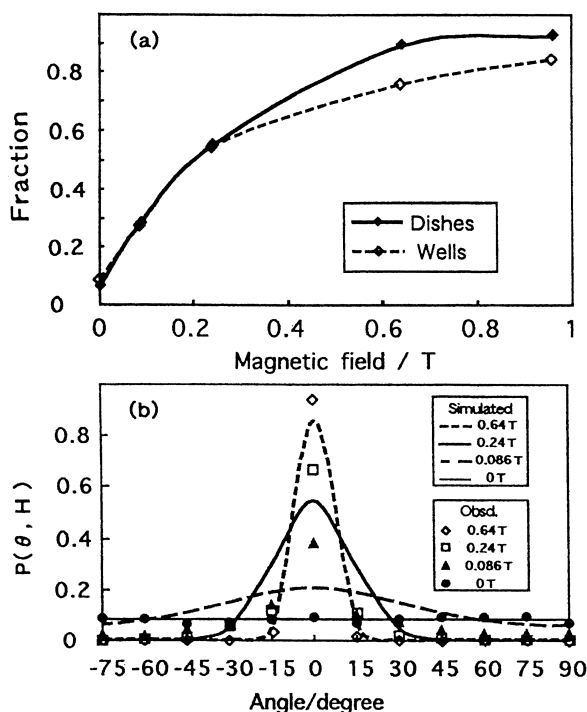 (a)
0.8
0.6
0.4
0.2
0
Fraction
Dishes
Wells
0 0.2 0.4 0.6 0.8 1
Magnetic field / T
(b)
0.8
0.6
0.4
0.2
0
P(θ, H)
Simulated
0.64T
0.24T
0.086T
0T
Obsd.
0.64T
0.24T
0.086T
0T
-75 -60 -45 -30 -15 0 15 30 45 60 75 90
Angle/degree